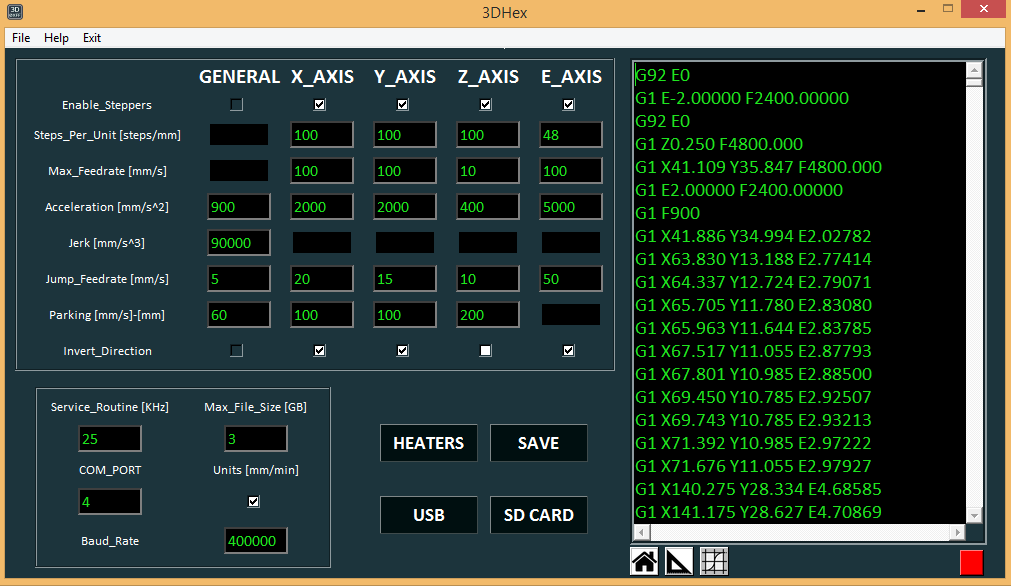 3DHex
File Help Exit
GENERAL X_AXIS Y_AXIS Z_AXIS E_AXIS
Enable_Steppers
Steps_Per_Unit [steps/mm] 100 100 100 48
Max_Feedrate [mm/s] 100 100 10 100
Acceleration [mm/s^2] 900 2000 2000 400 5000
Jerk [mm/s^3] 90000
Jump_Feedrate [mm/s] 5 20 15 10 50
Parking [mm/s]-[mm] 60 100 100 200
Invert_Direction
Service_Routine [KHz] Max_File_Size [GB]
25 3
COM_PORT Units [mm/min]
4
Baud_Rate 400000
HEATERS SAVE
USB SD CARD
G92 E0
G1 E-2.00000 F2400.00000
G92 E0
G1 Z0.250 F4800.000
G1 X41.109 Y35.847 F4800.000
G1 E2.00000 F2400.00000
G1 F900
G1 X41.886 Y34.994 E2.02782
G1 X63.830 Y13.188 E2.77414
G1 X64.337 Y12.724 E2.79071
G1 X65.705 Y11.780 E2.83080
G1 X65.963 Y11.644 E2.83785
G1 X67.517 Y11.055 E2.87793
G1 X67.801 Y10.985 E2.88500
G1 X69.450 Y10.785 E2.92507
G1 X69.743 Y10.785 E2.93213
G1 X71.392 Y10.985 E2.97222
G1 X71.676 Y11.055 E2.97927
G1 X140.275 Y28.334 E4.68585
G1 X141.175 Y28.627 E4.70869